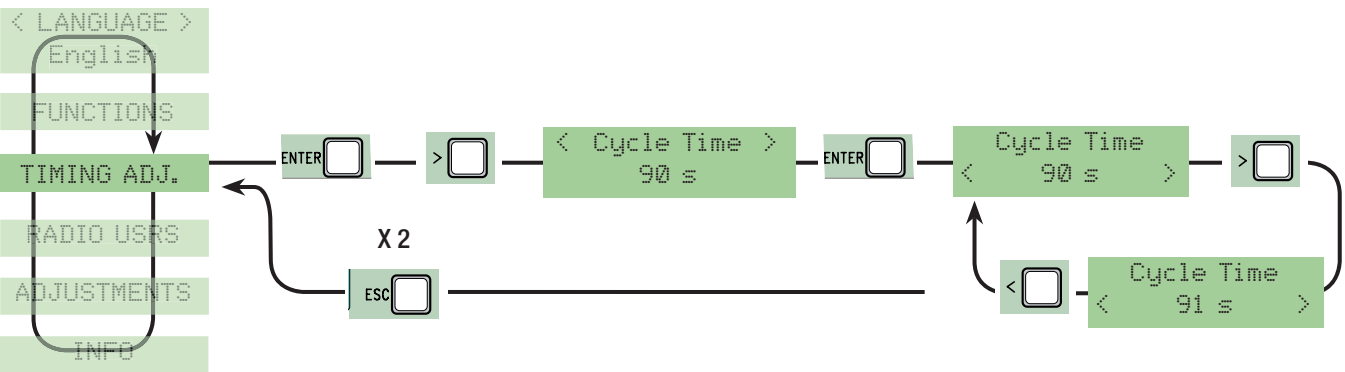 < LANGUAGE >
English
FUNCTIONS
TIMING ADJ.
RADIO USRS
ADJUSTMENTS
INFO
ENTER
>
< Cycle Time >
90 s
ENTER
Cycle Time
< 90 s >
>
X 2
ESC
<
Cycle Time
< 91 s >